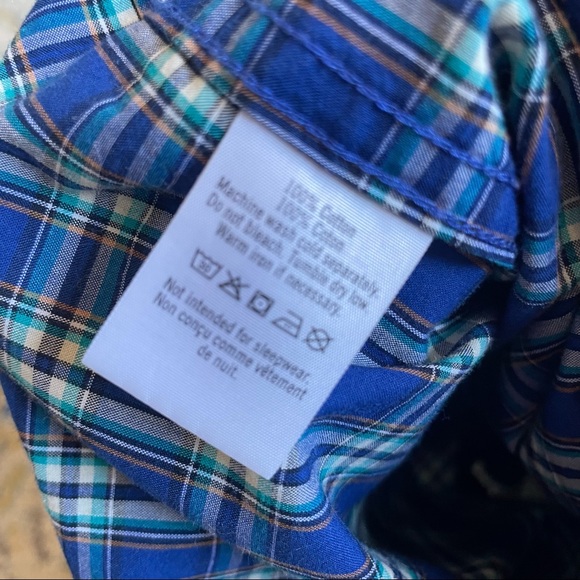 100% Cotton
100% Coton
Machine wash cold separately.
Do not bleach. Tumble dry low.
Warm iron if necessary.
Not intended for sleepwear.
Non conçu comme vêtement
de nuit.